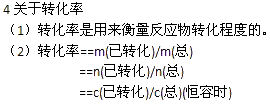 4关于转化率
（1）转化率是用来衡量反应物转化程度的。
（2）转化率==m(已转化)/m(总)
==n(已转化)/n(总)
==c(已转化)/c(总)(恒容时)